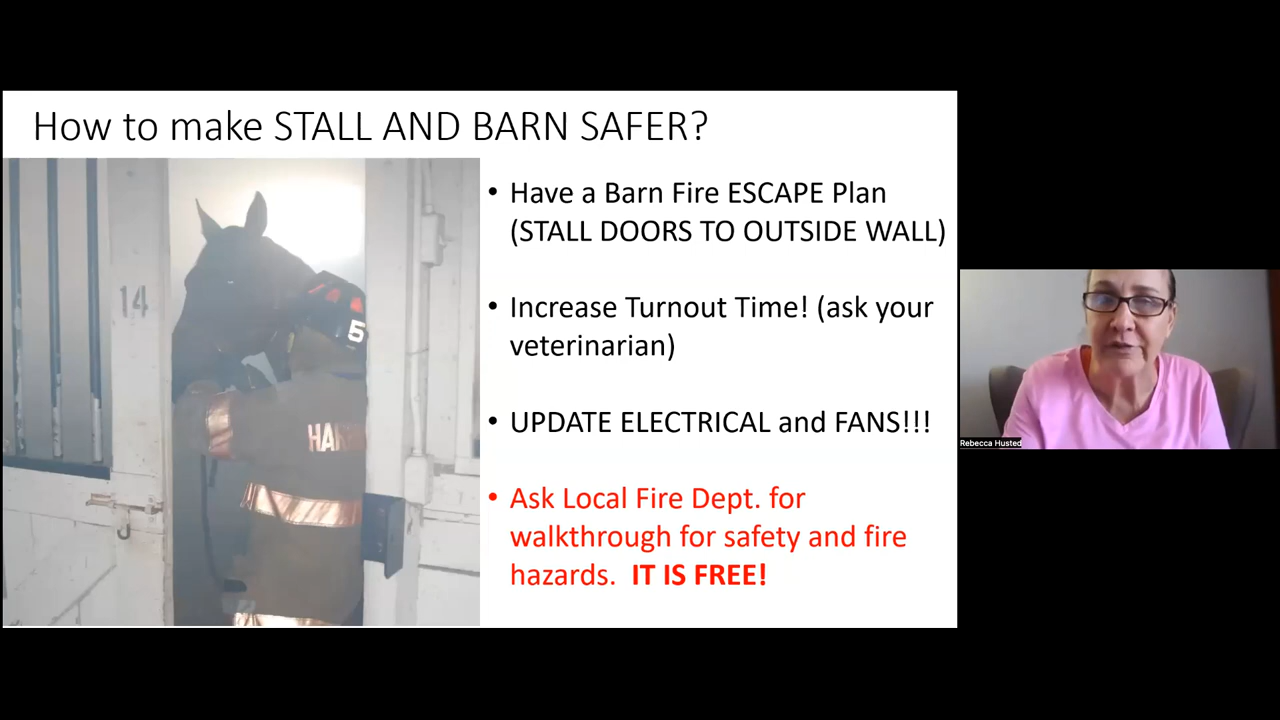 How to make STALL AND BARN SAFER?
14
5
HAR
• Have a Barn Fire ESCAPE Plan
(STALL DOORS TO OUTSIDE WALL)
• Increase Turnout Time! (ask your
veterinarian)
• UPDATE ELECTRICAL and FANS!!!
• Ask Local Fire Dept. for
walkthrough for safety and fire
hazards. IT IS FREE!
Rebecca Husted